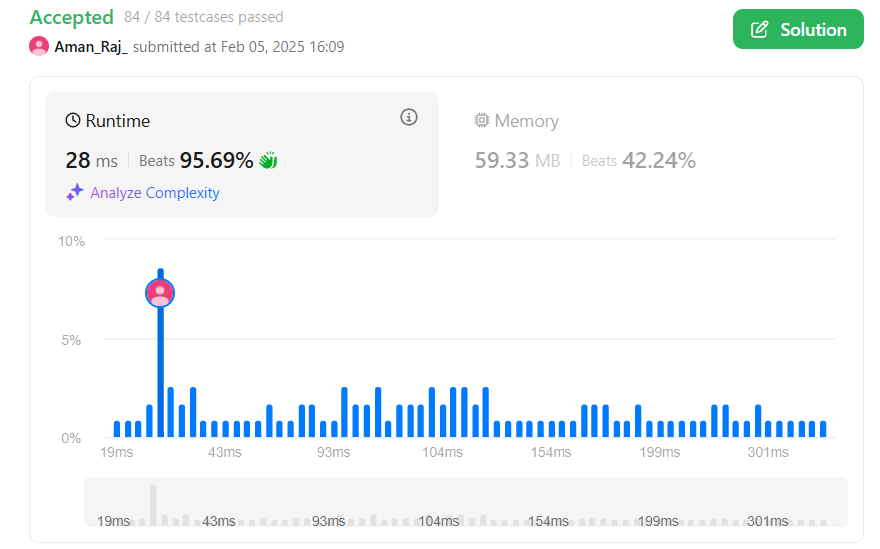 Accepted 84 / 84 testcases passed
Aman_Raj_ submitted at Feb 05, 2025 16:09
Solution
Runtime
28 ms Beats 95.69%
Analyze Complexity
Memory
59.33 MB Beats 42.24%
10%
5%
0%
19ms 43ms 93ms 104ms 154ms 199ms 301ms
19ms 43ms 93ms 104ms 154ms 199ms 301ms